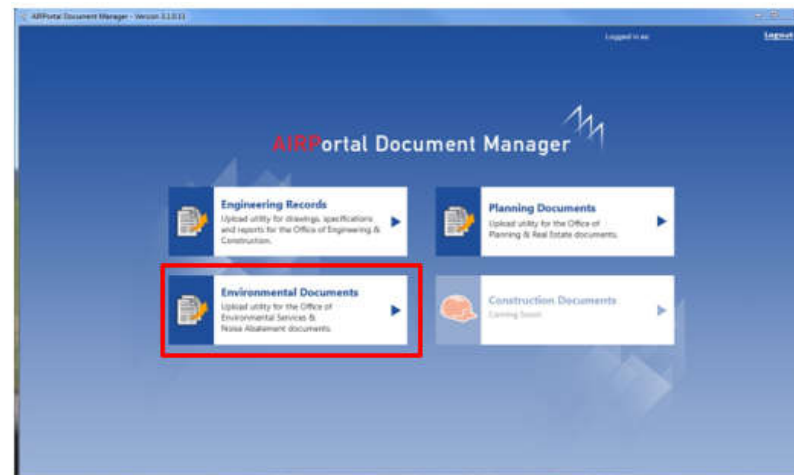 AIRPortal Document Manager - Version 3.1.0.11
Logged in as
Logout
AIRPortal Document Manager
Engineering Records
Upload utility for drawings, specifications
and reports for the Office of Engineering &
Construction.
Planning Documents
Upload utility for the Office of
Planning & Real Estate documents.
Environmental Documents
Upload utility for the Office of
Environmental Services &
Noise Abatement documents.
Construction Documents
Coming Soon